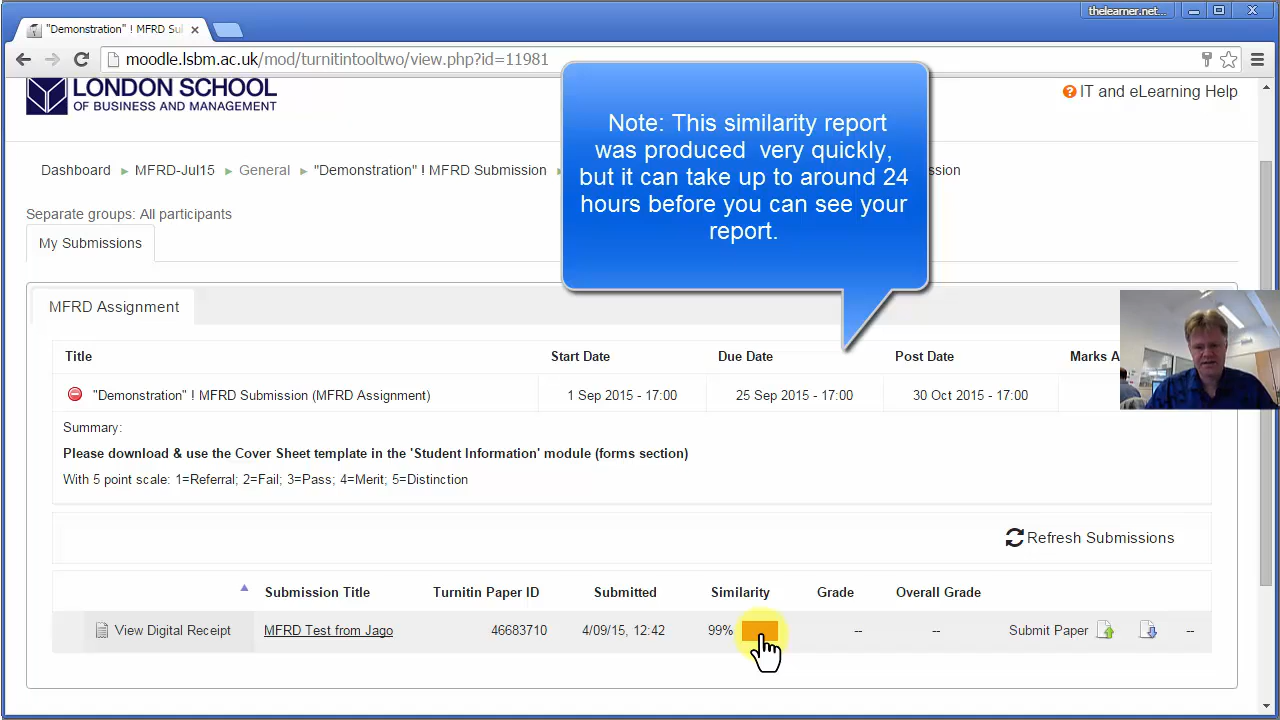 thelearner.net...
"Demonstration" ! MFRD Su
moodle.lsbm.ac.uk/mod/turnitintooltwo/view.php?id=11981
LONDON SCHOOL
OF BUSINESS AND MANAGEMENT
IT and eLearning Help
Note: This similarity report
was produced very quickly,
but it can take up to around 24
hours before you can see your
report.
Dashboard MFRD-Jul15 General "Demonstration" ! MFRD Submission ission
Separate groups: All participants
My Submissions
MFRD Assignment
Title Start Date Due Date Post Date Marks A
"Demonstration" ! MFRD Submission (MFRD Assignment) 1 Sep 2015 - 17:00 25 Sep 2015 - 17:00 30 Oct 2015 - 17:00
Summary:
Please download & use the Cover Sheet template in the 'Student Information' module (forms section)
With 5 point scale: 1=Referral; 2=Fail; 3=Pass; 4=Merit; 5=Distinction
Refresh Submissions
Submission Title Turnitin Paper ID Submitted Similarity Grade Overall Grade
View Digital Receipt MFRD Test from Jago 46683710 4/09/15, 12:42 99% -- -- Submit Paper --